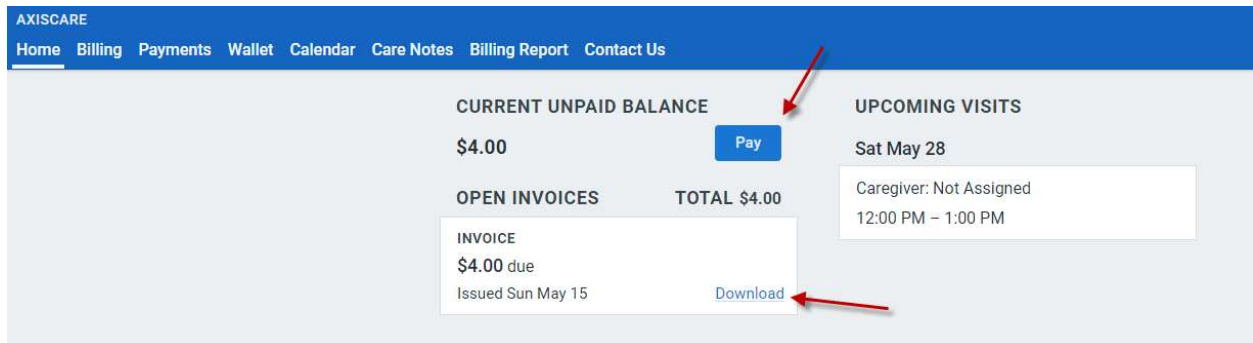 AXISCARE
Home Billing Payments Wallet Calendar Care Notes Billing Report Contact Us
CURRENT UNPAID BALANCE
$4.00 Pay
OPEN INVOICES TOTAL $4.00
INVOICE
$4.00 due
Issued Sun May 15 Download
UPCOMING VISITS
Sat May 28
Caregiver: Not Assigned
12:00 PM – 1:00 PM